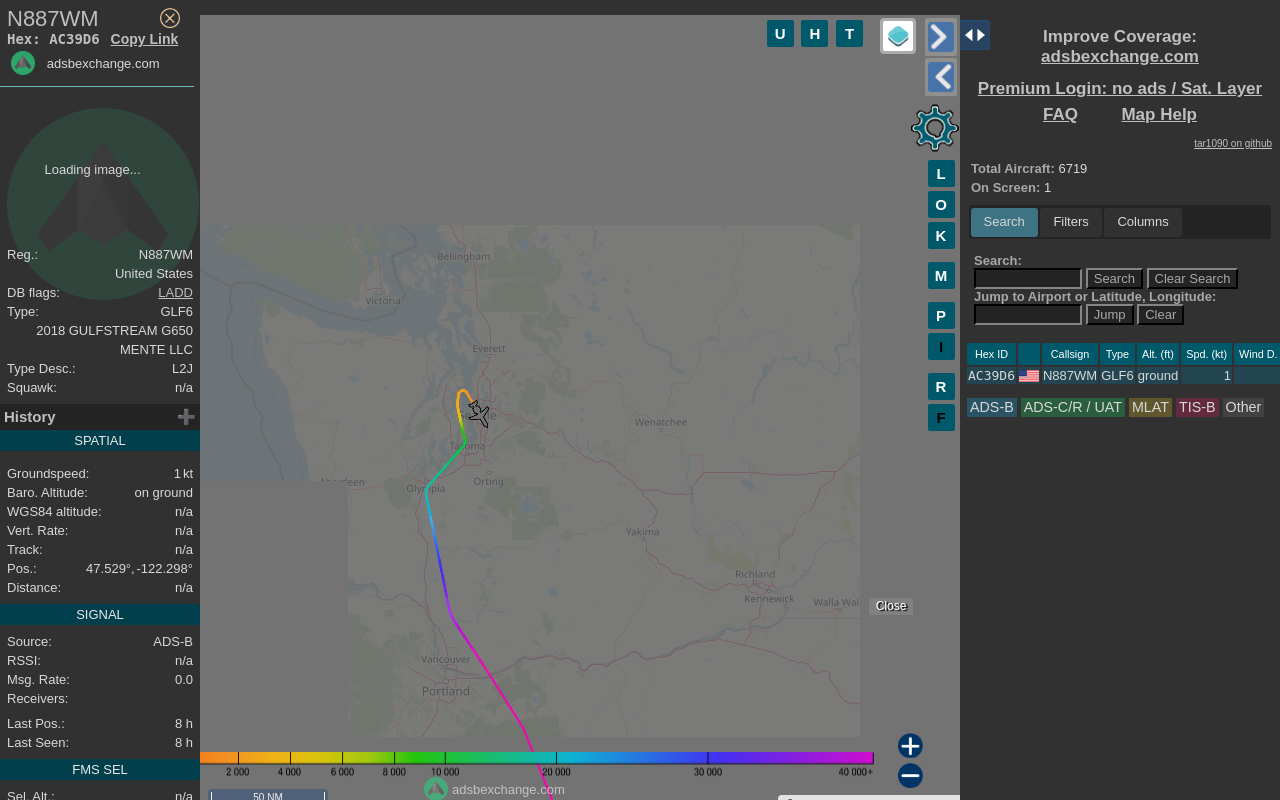 N887WM
Hex: AC39D6 Copy Link
adsbexchange.com
Loading image...
Reg.: N887WM
United States
DB flags: LADD
Type: GLF6
2018 GULFSTREAM G650
MENTE LLC
Type Desc.: L2J
Squawk: n/a
History
SPATIAL
Groundspeed: 1 kt
Baro. Altitude: on ground
WGS84 altitude: n/a
Vert. Rate: n/a
Track: n/a
Pos.: 47.529°, -122.298°
Distance: n/a
SIGNAL
Source: ADS-B
RSSI: n/a
Msg. Rate: 0.0
Receivers:
Last Pos.: 8 h
Last Seen: 8 h
FMS SEL
Sel. Alt.: n/a
U H T
L
O
K
M
P
I
R
F
Bellingham
Victoria
Everett
Wenatchee
Tacoma
Aberdeen
Olympia
Orting
Yakima
Richland
Kennewick
Walla Wal
Vancouver
Portland
Close
2 000 4 000 6 000 8 000 10 000 20 000 30 000 40 000+
adsbexchange.com
50 NM
Improve Coverage:
adsbexchange.com
Premium Login: no ads / Sat. Layer
FAQ Map Help
tar1090 on github
Total Aircraft: 6719
On Screen: 1
Search Filters Columns
Search:
Search Clear Search
Jump to Airport or Latitude, Longitude:
Jump Clear
Hex ID Callsign Type Alt. (ft) Spd. (kt) Wind D.
AC39D6 N887WM GLF6 ground 1
ADS-B ADS-C/R / UAT MLAT TIS-B Other